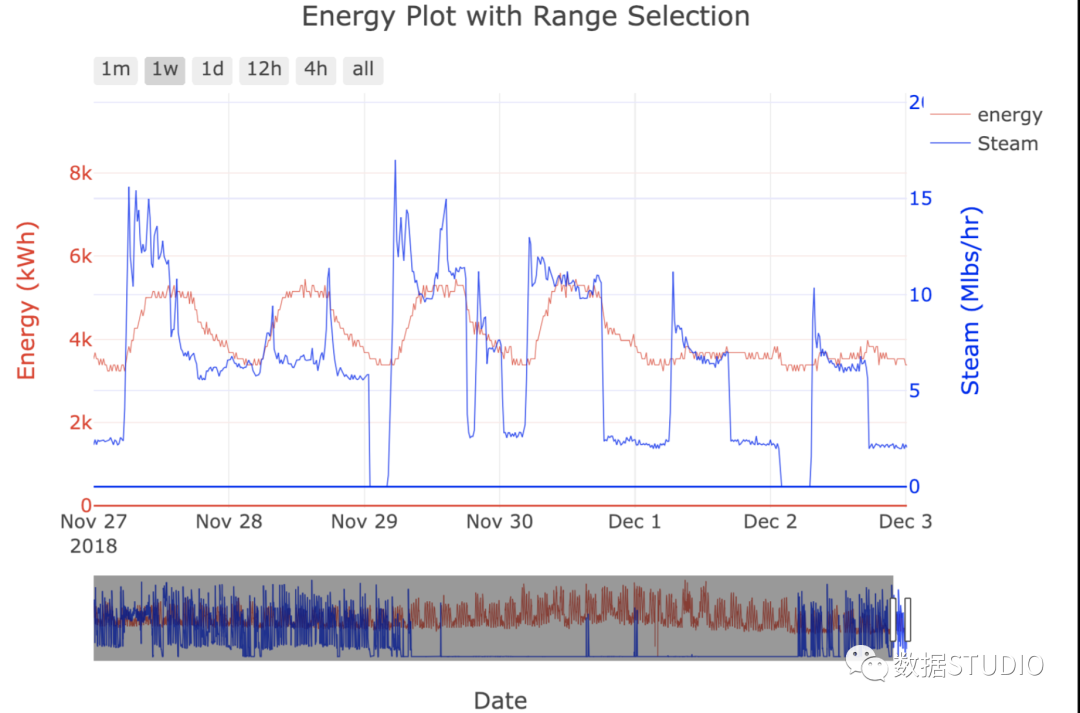 Energy Plot with Range Selection
1m 1w 1d 12h 4h all
energy
Steam
Energy (kWh)
8k
6k
4k
2k
0
20
15
10
5
0
Steam (Mlbs/hr)
Nov 27 Nov 28 Nov 29 Nov 30 Dec 1 Dec 2 Dec 3
2018
数据STUDIO
Date